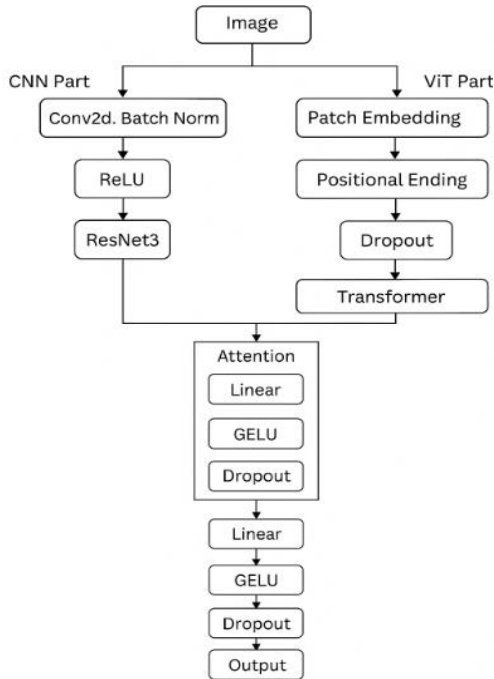 Image
CNN Part
ViT Part
Conv2d. Batch Norm
Patch Embedding
ReLU
Positional Ending
ResNet3
Dropout
Transformer
Attention
Linear
GELU
Dropout
Linear
GELU
Dropout
Output